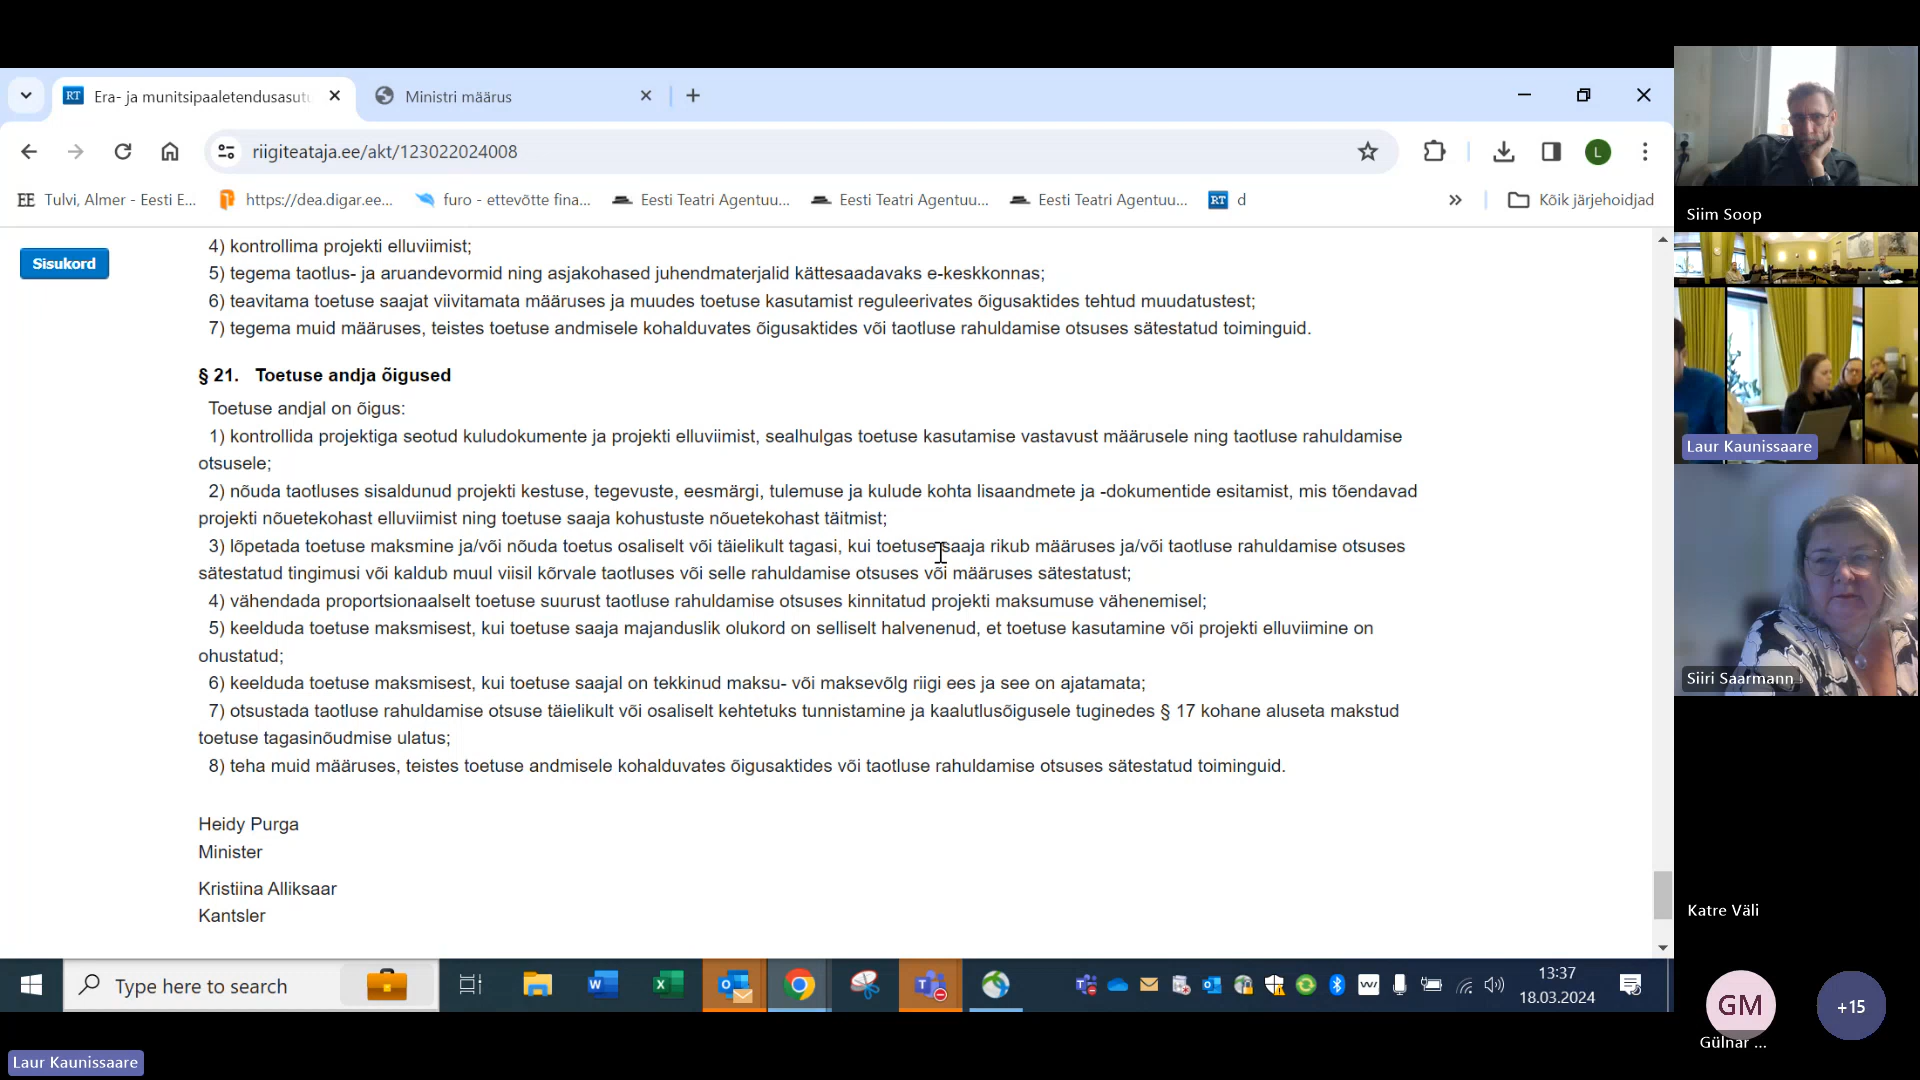 RT Era- ja munitsipaaletendusasutu
Ministri määrus
riigiteataja.ee/akt/123022024008
L
EE Tulvi, Almer - Eesti E...
https://dea.digar.ee...
furo - ettevõtte fina...
Eesti Teatri Agentuu...
Eesti Teatri Agentuu...
Eesti Teatri Agentuu...
RT d
Kõik järjehoidjad
Sisukord
4) kontrollima projekti elluviimist;
5) tegema taotlus- ja aruandevormid ning asjakohased juhendmaterjalid kättesaadavaks e-keskkonnas;
6) teavitama toetuse saajat viivitamata määruses ja muudes toetuse kasutamist reguleerivates õigusaktides tehtud muudatustest;
7) tegema muid määruses, teistes toetuse andmisele kohalduvates õigusaktides või taotluse rahuldamise otsuses sätestatud toiminguid.
§ 21. Toetuse andja õigused
Toetuse andjal on õigus:
1) kontrollida projektiga seotud kuludokumente ja projekti elluviimist, sealhulgas toetuse kasutamise vastavust määrusele ning taotluse rahuldamise
otsusele;
2) nõuda taotluses sisaldunud projekti kestuse, tegevuste, eesmärgi, tulemuse ja kulude kohta lisaandmete ja -dokumentide esitamist, mis tõendavad
projekti nõuetekohast elluviimist ning toetuse saaja kohustuste nõuetekohast täitmist;
3) lõpetada toetuse maksmine ja/või nõuda toetus osaliselt või täielikult tagasi, kui toetuse saaja rikub määruses ja/või taotluse rahuldamise otsuses
sätestatud tingimusi või kaldub muul viisil kõrvale taotluses või selle rahuldamise otsuses või määruses sätestatust;
4) vähendada proportsionaalselt toetuse suurust taotluse rahuldamise otsuses kinnitatud projekti maksumuse vähenemisel;
5) keelduda toetuse maksmisest, kui toetuse saaja majanduslik olukord on selliselt halvenenud, et toetuse kasutamine või projekti elluviimine on
ohustatud;
6) keelduda toetuse maksmisest, kui toetuse saajal on tekkinud maksu- või maksevõlg riigi ees ja see on ajatamata;
7) otsustada taotluse rahuldamise otsuse täielikult või osaliselt kehtetuks tunnistamine ja kaalutlusõigusele tuginedes § 17 kohane aluseta makstud
toetuse tagasinõudmise ulatus;
8) teha muid määruses, teistes toetuse andmisele kohalduvates õigusaktides või taotluse rahuldamise otsuses sätestatud toiminguid.
Heidy Purga
Minister
Kristiina Alliksaar
Kantsler
Type here to search
13:37
18.03.2024
Laur Kaunissaare
Siim Soop
Laur Kaunissaare
Siiri Saarmann
Katre Väli
GM
+15
Gülnar ...